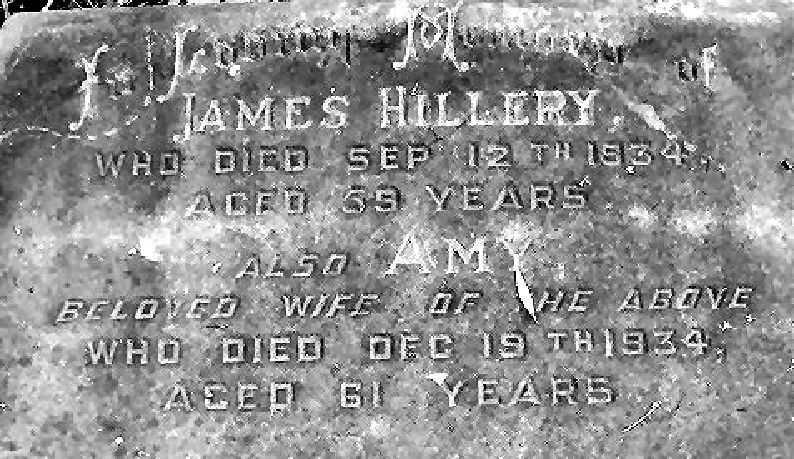 In Loving Memory of
JAMES HILLERY,
WHO DIED SEP 12TH 1934,
AGED 69 YEARS.
ALSO AMY,
BELOVED WIFE OF THE ABOVE
WHO DIED DEC 19TH 1934,
AGED 61 YEARS